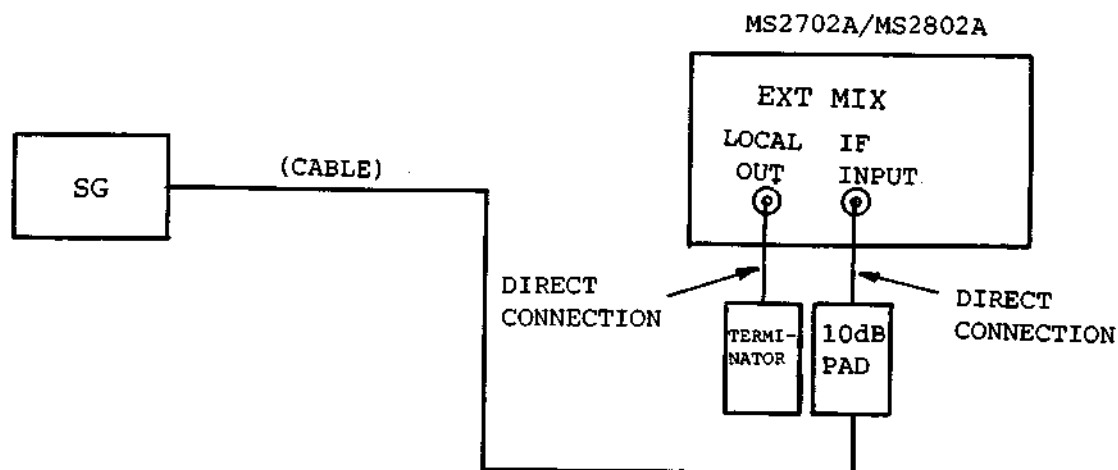 MS2702A/MS2802A
EXT MIX
LOCAL
OUT
IF
INPUT
(CABLE)
SG
DIRECT
CONNECTION
DIRECT
CONNECTION
TERMI-
NATOR
10dB
PAD